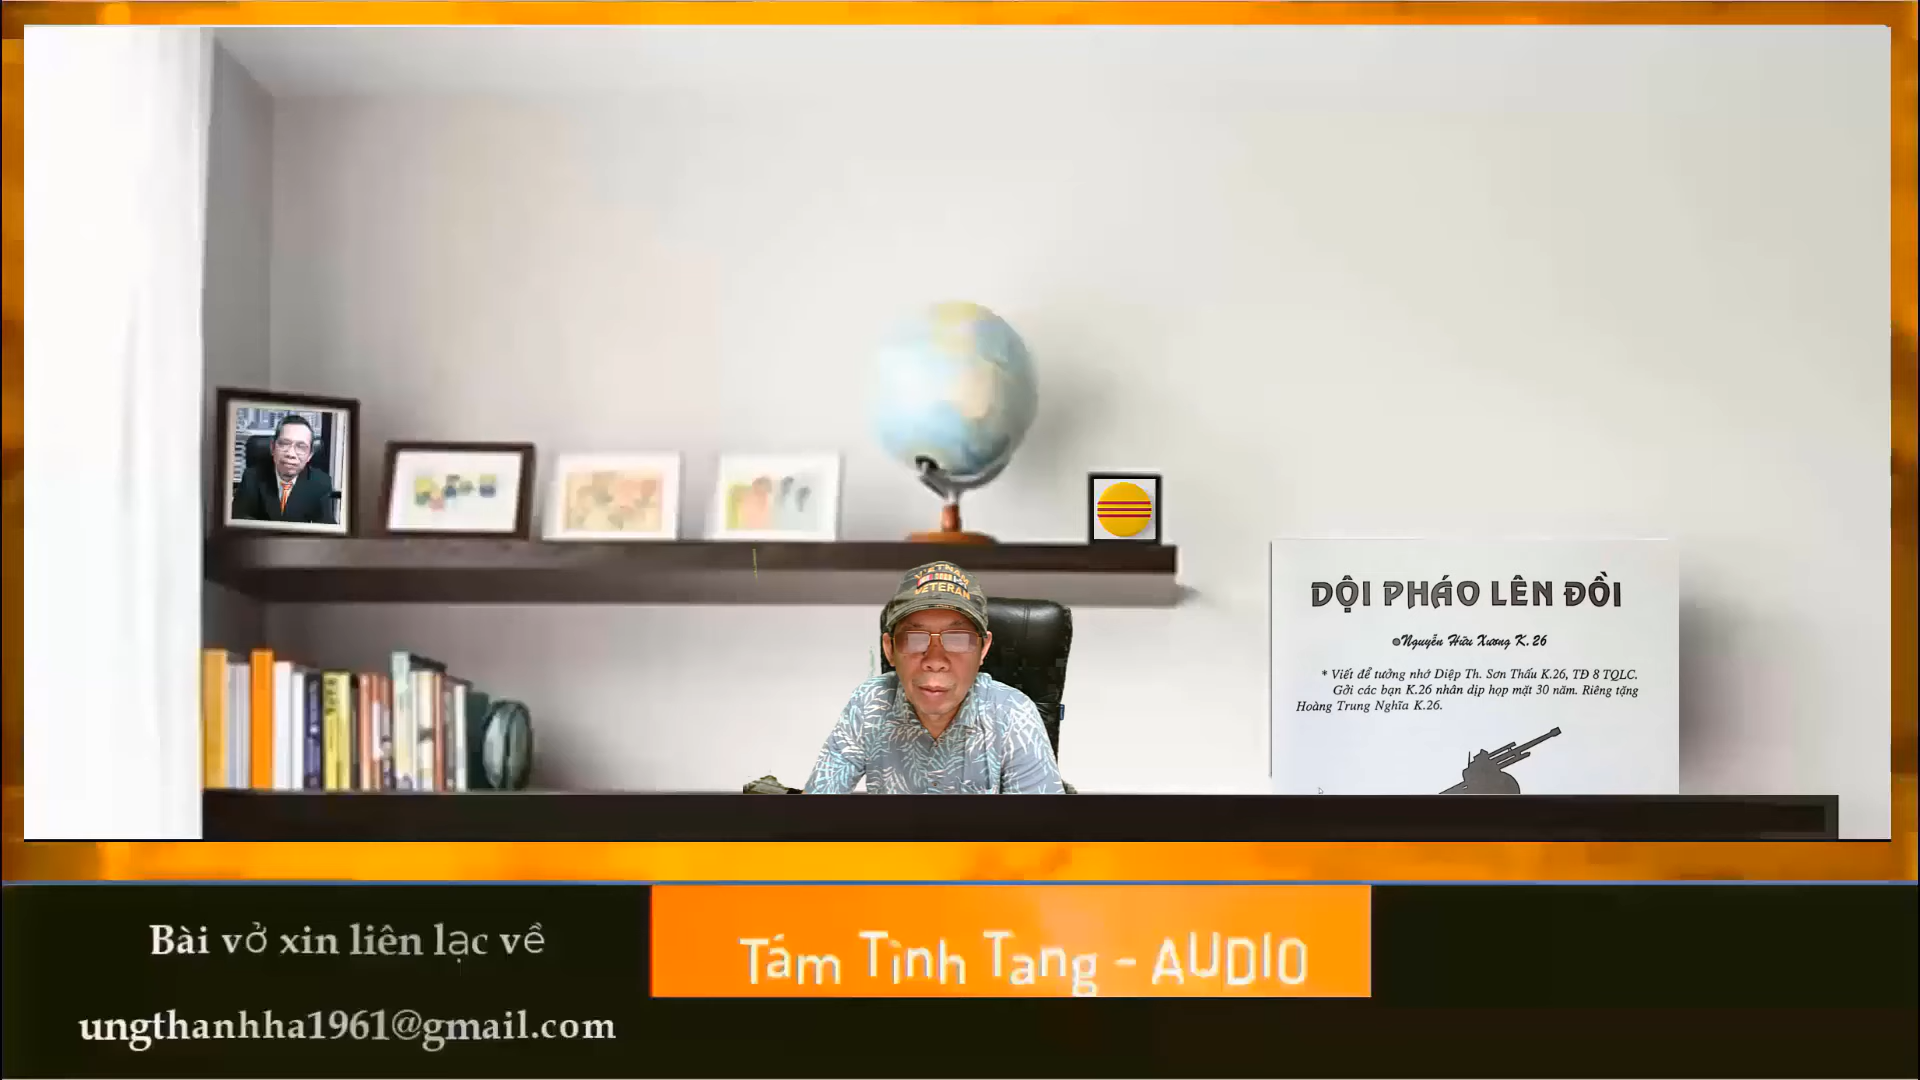 VIETNAM
VETERAN
DỘI PHÁO LÊN ĐỒI
Nguyễn Hữu Xương K. 26
* Viết để tưởng nhớ Diệp Th. Sơn Thấu K.26, TĐ 8 TQLC.
Gởi các bạn K.26 nhân dịp họp mặt 30 năm. Riêng tặng
Hoàng Trung Nghĩa K.26.
Bài vở xin liên lạc về
ungthanhha1961@gmail.com
Tám Tình Tang - AUDIO